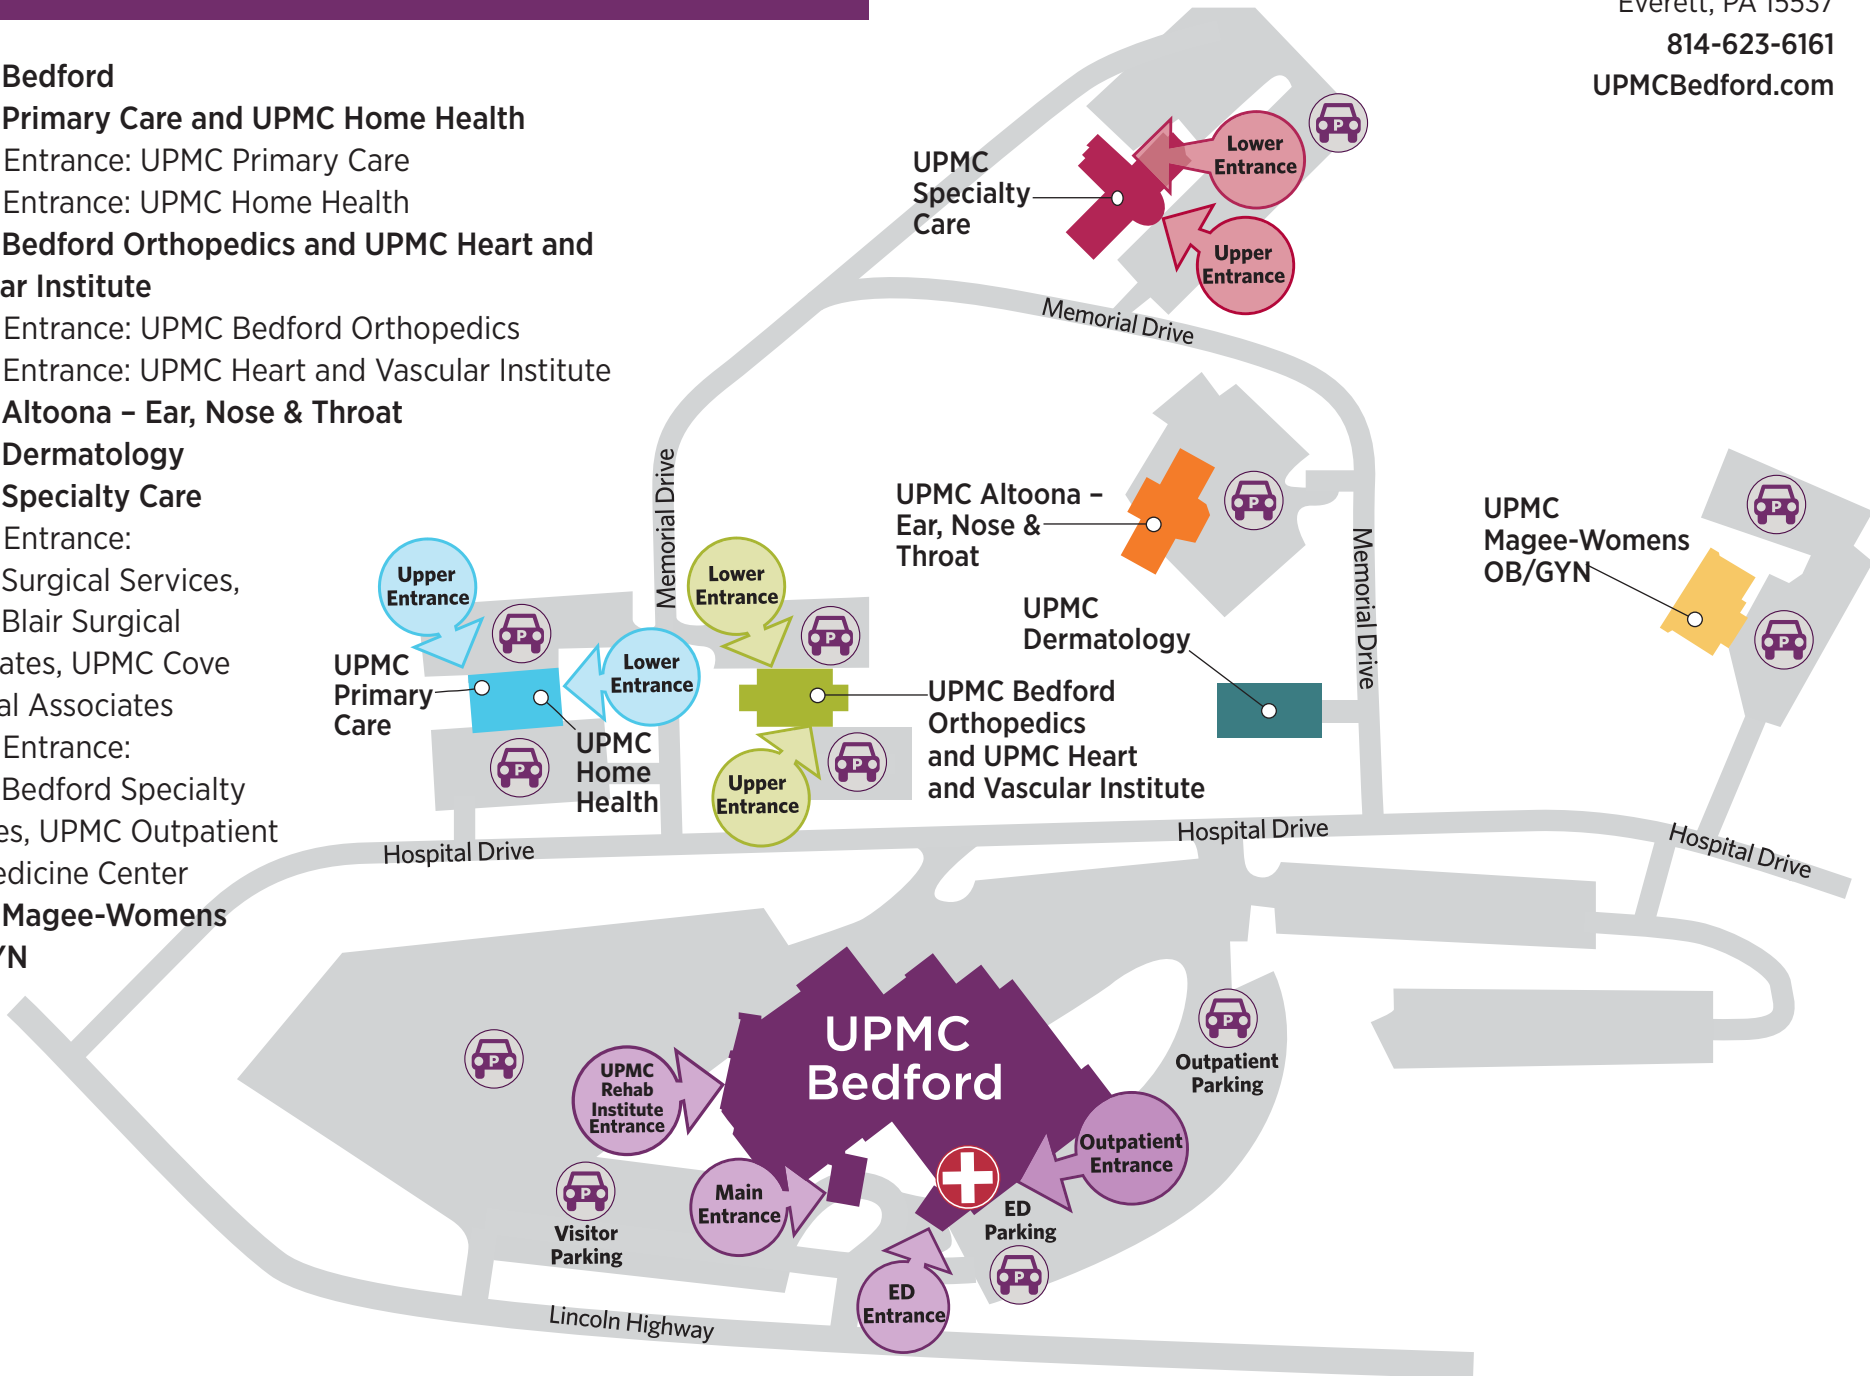 Everett, PA 15537
814-623-6161
UPMCBedford.com
Bedford
Primary Care and UPMC Home Health
Entrance: UPMC Primary Care
Entrance: UPMC Home Health
Bedford Orthopedics and UPMC Heart and
ar Institute
Entrance: UPMC Bedford Orthopedics
Entrance: UPMC Heart and Vascular Institute
Altoona – Ear, Nose & Throat
Dermatology
Specialty Care
Entrance:
Surgical Services,
Blair Surgical
ates, UPMC Cove
al Associates
Entrance:
Bedford Specialty
es, UPMC Outpatient
edicine Center
Magee-Womens
YN
UPMC
Specialty
Care
Lower
Entrance
Upper
Entrance
P
Memorial Drive
Memorial Drive
Memorial Drive
UPMC Altoona –
Ear, Nose &
Throat
P
UPMC
Dermatology
UPMC
Magee-Womens
OB/GYN
P
P
Upper
Entrance
P
UPMC
Primary
Care
Lower
Entrance
UPMC
Home
Health
P
Lower
Entrance
P
UPMC Bedford
Orthopedics
and UPMC Heart
and Vascular Institute
Upper
Entrance
P
Hospital Drive
Hospital Drive
Hospital Drive
UPMC
Bedford
P
UPMC
Rehab
Institute
Entrance
Main
Entrance
P
Visitor
Parking
ED
Entrance
ED
Parking
P
Outpatient
Entrance
P
Outpatient
Parking
Lincoln Highway